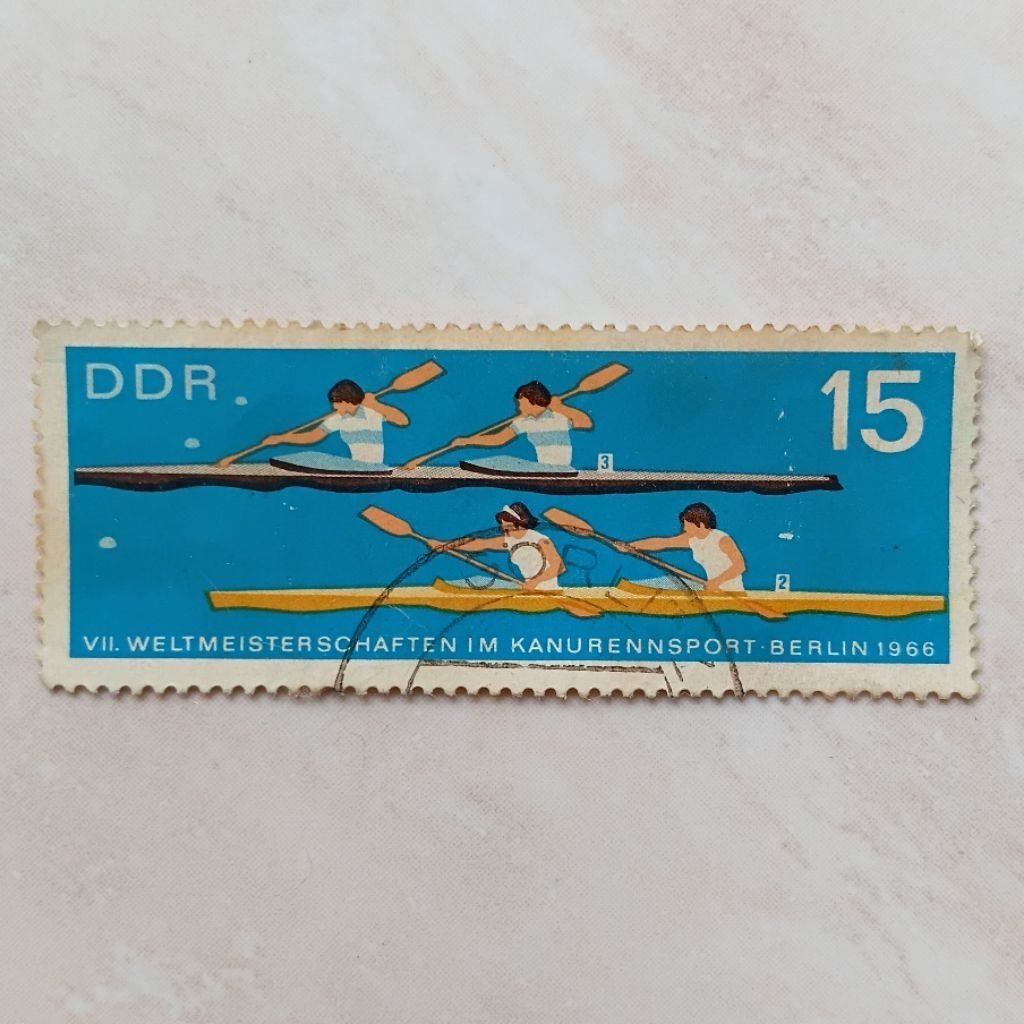 DDR
15
3
2
VII. WELTMEISTERSCHAFTEN IM KANURENNSPORT · BERLIN 1966